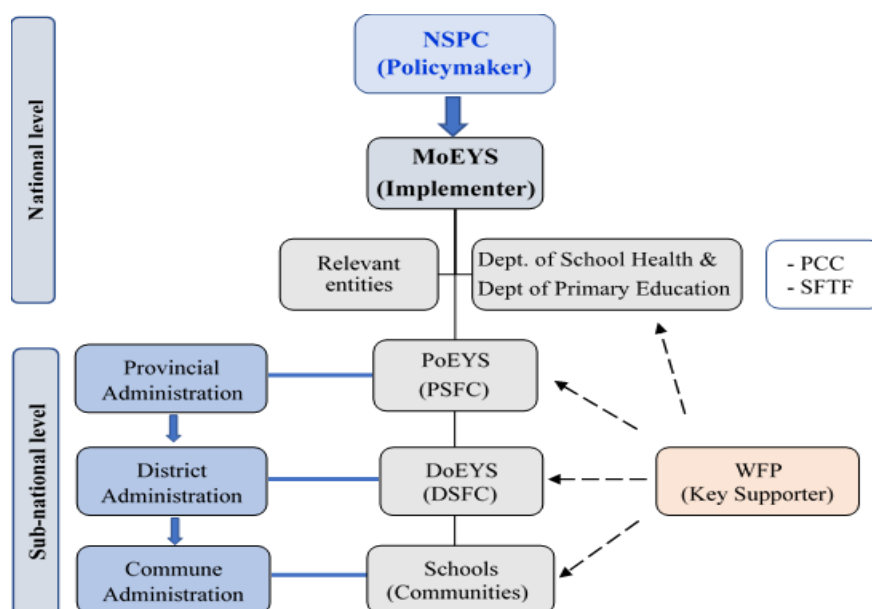 National level
NSPC
(Policymaker)
MoEYS
(Implementer)
Relevant
entities
Dept. of School Health &
Dept of Primary Education
- PCC
- SFTF
Sub-national level
Provincial
Administration
PoEYS
(PSFC)
District
Administration
DoEYS
(DSFC)
WFP
(Key Supporter)
Commune
Administration
Schools
(Communities)